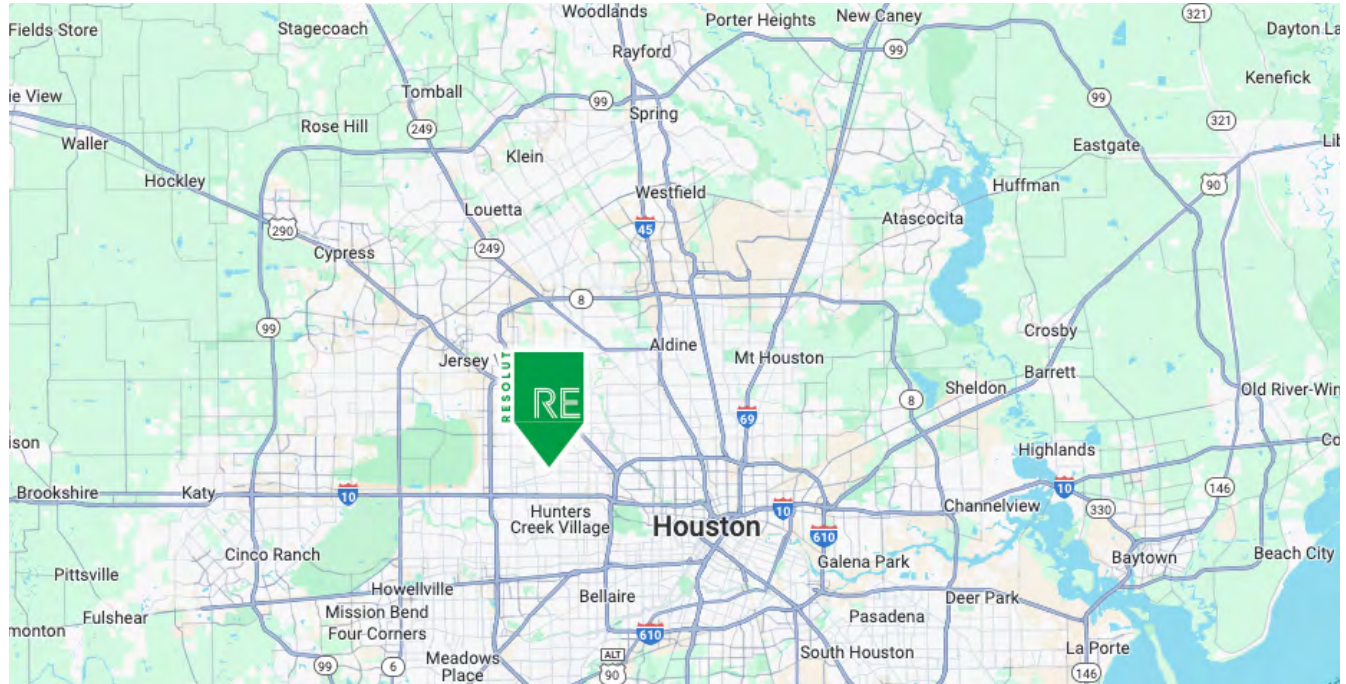 Woodlands
Porter Heights
New Caney
321
Fields Store
Stagecoach
Dayton La
Rayford
99
Kenefick
Tomball
99
99
ie View
Spring
321
Rose Hill
249
Waller
Klein
Eastgate
Lib
Hockley
Westfield
Huffman
90
Louetta
Atascocita
290
45
249
Cypress
8
99
Crosby
Aldine
Jersey V
Mt Houston
Barrett
RESOLUT
RE
Sheldon
Old River-Win
8
69
ison
Highlands
Co
Brookshire
Katy
10
10
10
146
Hunters
Creek Village
Channelview
330
Houston
610
Cinco Ranch
Galena Park
Baytown
Beach City
Pittsville
Howellville
Bellaire
Deer Park
Fulshear
Mission Bend
Pasadena
monton
Four Corners
610
La Porte
Meadows
Place
ALT
90
South Houston
99
6
146